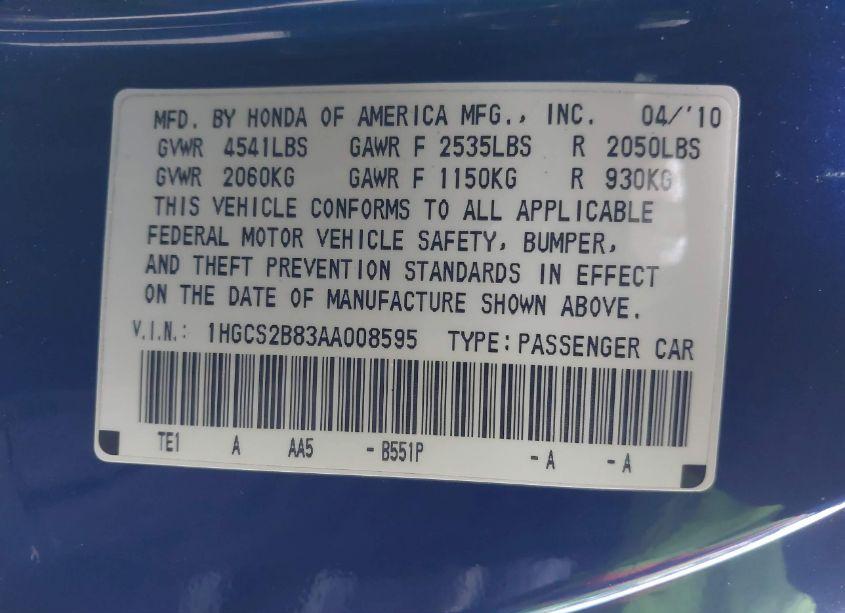 MFD. BY HONDA OF AMERICA MFG., INC. 04/'10
GVWR 4541LBS GAWR F 2535LBS R 2050LBS
GVWR 2060KG GAWR F 1150KG R 930KG
THIS VEHICLE CONFORMS TO ALL APPLICABLE
FEDERAL MOTOR VEHICLE SAFETY, BUMPER,
AND THEFT PREVENTION STANDARDS IN EFFECT
ON THE DATE OF MANUFACTURE SHOWN ABOVE.
V.I.N.: 1HGCS2B83AA008595 TYPE: PASSENGER CAR
TE1 A AA5 - B551P - A - A